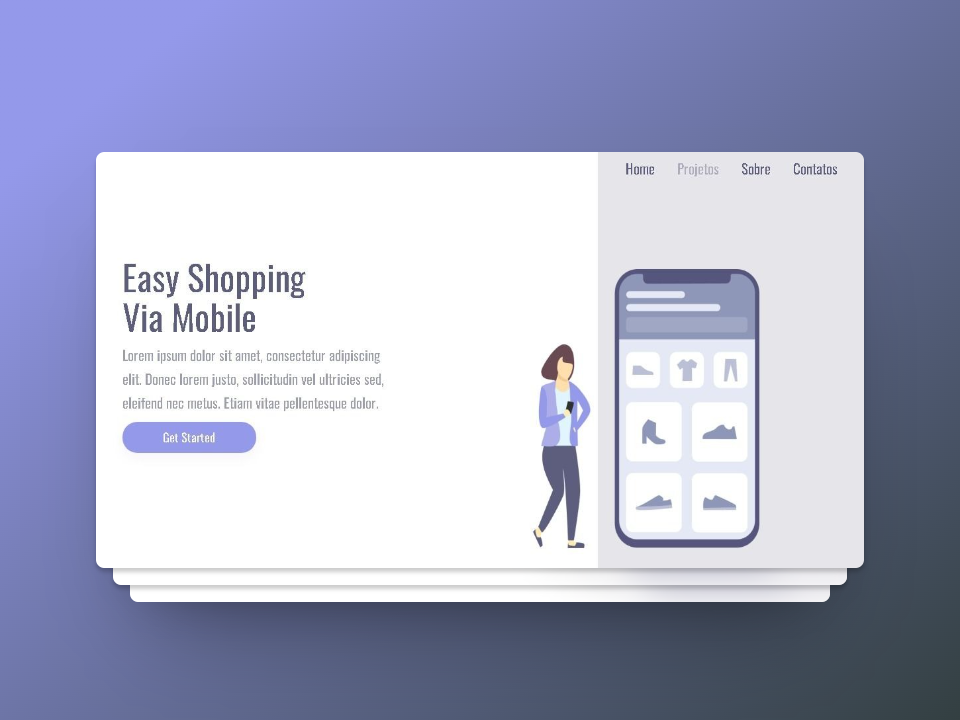 Home Projetos Sobre Contatos
Easy Shopping
Via Mobile
Lorem ipsum dolor sit amet, consectetur adipiscing
elit. Donec lorem justo, sollicitudin vel ultricies sed,
eleifend nec metus. Etiam vitae pellentesque dolor.
Get Started